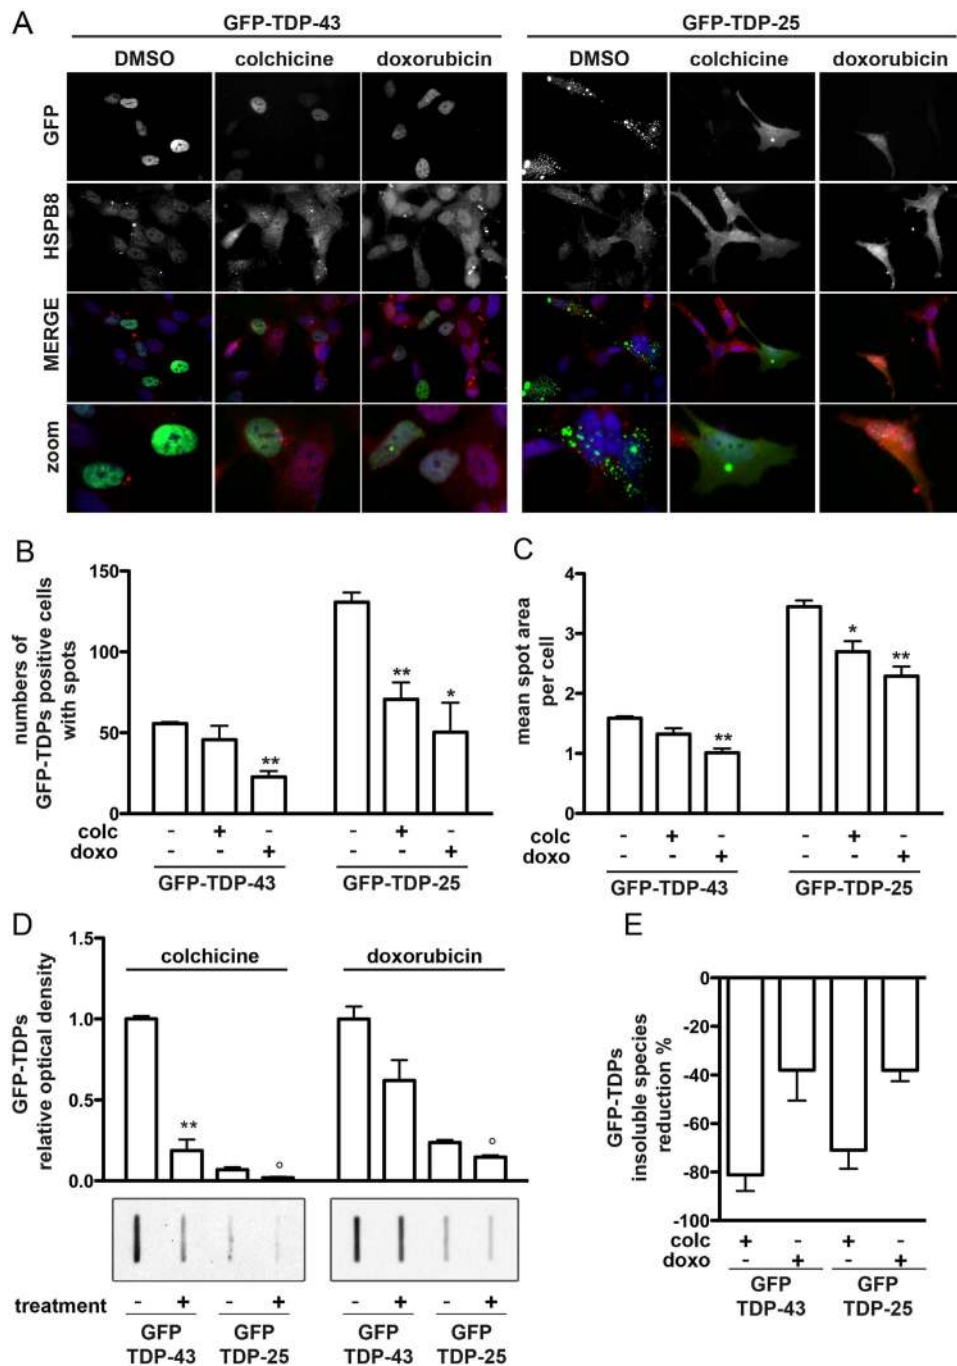 A
GFP-TDP-43 GFP-TDP-25
DMSO colchicine doxorubicin DMSO colchicine doxorubicin
GFP
HSPB8
MERGE
zoom
B
numbers of
GFP-TDPs positive cells
with spots
150
100
50
0
** ** *
colc - + - - + -
doxo - - + - - +
GFP-TDP-43 GFP-TDP-25
C
mean spot area
per cell
4
3
2
1
0
** * **
colc - + - - + -
doxo - - + - - +
GFP-TDP-43 GFP-TDP-25
D
GFP-TDPs
relative optical density
1.5
1.0
0.5
0.0
colchicine doxorubicin
** ° °
treatment - + - + - + - +
GFP GFP GFP GFP
TDP-43 TDP-25 TDP-43 TDP-25
E
GFP-TDPs
insoluble species
reduction %
0
-20
-40
-60
-80
-100
colc + - + -
doxo - + - +
GFP GFP
TDP-43 TDP-25